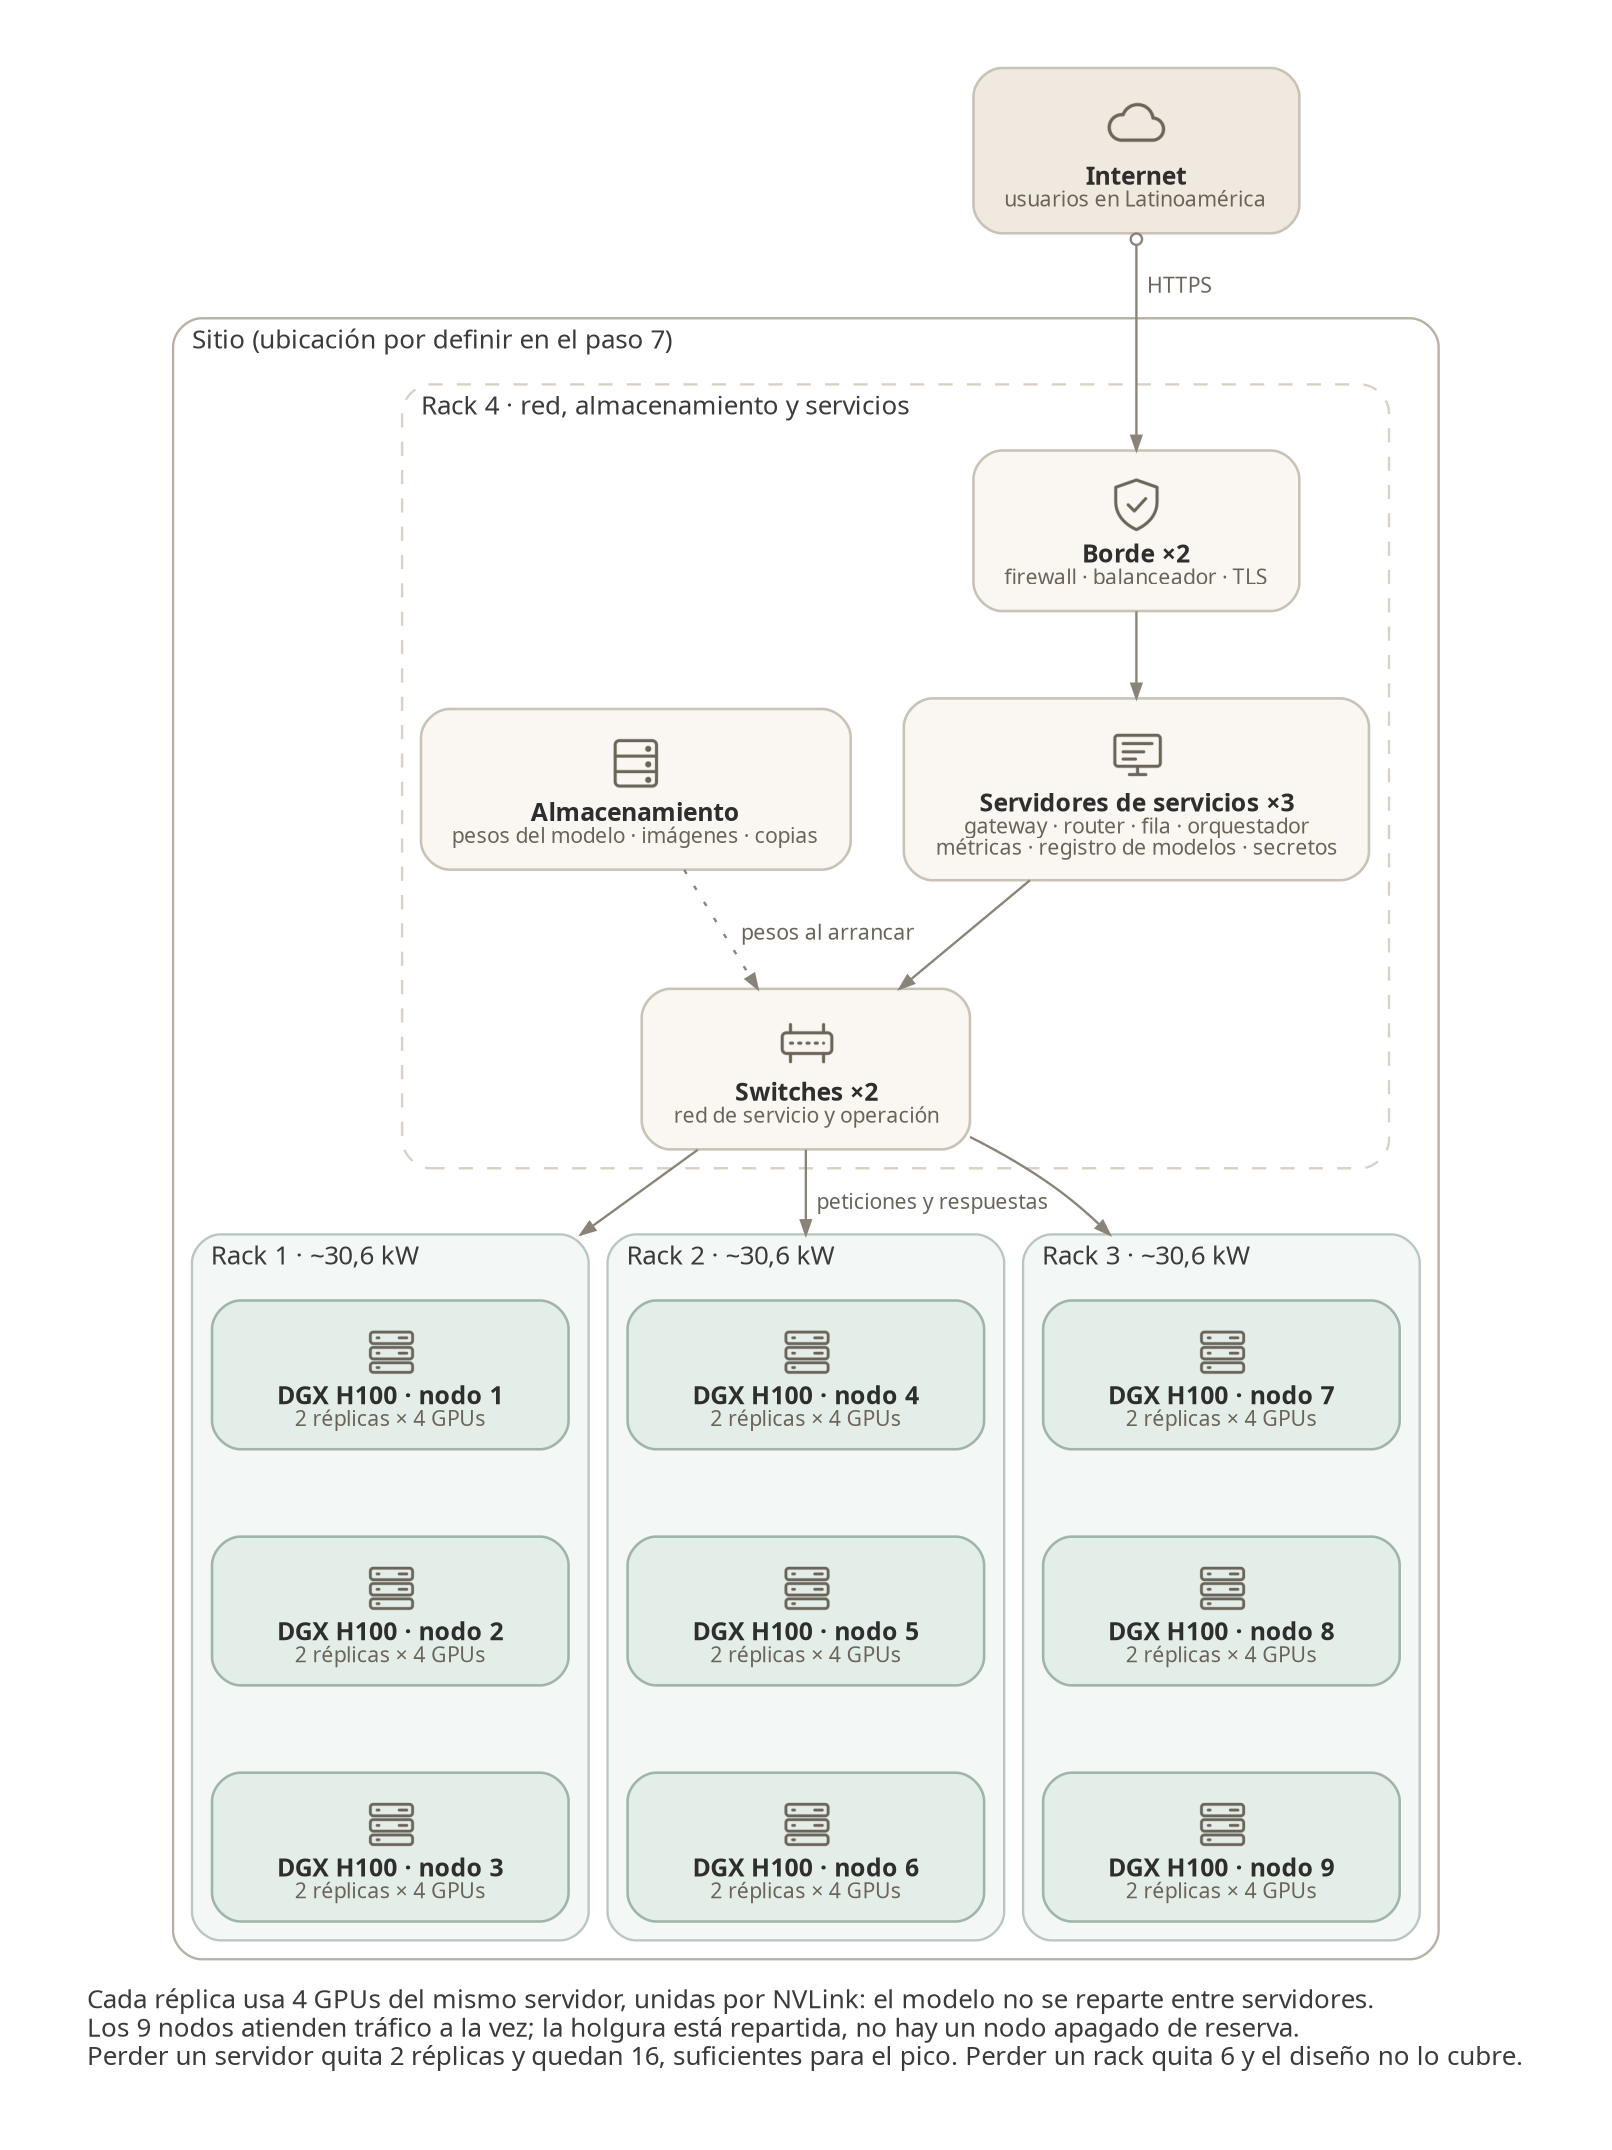 Internet
usuarios en Latinoamérica
HTTPS
Sitio (ubicación por definir en el paso 7)
Rack 4 · red, almacenamiento y servicios
Borde ×2
firewall · balanceador · TLS
Almacenamiento
pesos del modelo · imágenes · copias
Servidores de servicios ×3
gateway · router · fila · orquestador
métricas · registro de modelos · secretos
pesos al arrancar
Switches ×2
red de servicio y operación
peticiones y respuestas
Rack 1 · ~30,6 kW
DGX H100 · nodo 1
2 réplicas × 4 GPUs
DGX H100 · nodo 2
2 réplicas × 4 GPUs
DGX H100 · nodo 3
2 réplicas × 4 GPUs
Rack 2 · ~30,6 kW
DGX H100 · nodo 4
2 réplicas × 4 GPUs
DGX H100 · nodo 5
2 réplicas × 4 GPUs
DGX H100 · nodo 6
2 réplicas × 4 GPUs
Rack 3 · ~30,6 kW
DGX H100 · nodo 7
2 réplicas × 4 GPUs
DGX H100 · nodo 8
2 réplicas × 4 GPUs
DGX H100 · nodo 9
2 réplicas × 4 GPUs
Cada réplica usa 4 GPUs del mismo servidor, unidas por NVLink: el modelo no se reparte entre servidores.
Los 9 nodos atienden tráfico a la vez; la holgura está repartida, no hay un nodo apagado de reserva.
Perder un servidor quita 2 réplicas y quedan 16, suficientes para el pico. Perder un rack quita 6 y el diseño no lo cubre.